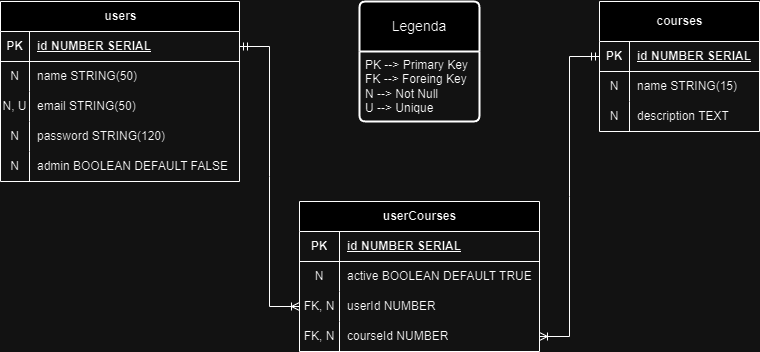 users
PK id NUMBER SERIAL
N name STRING(50)
N, U email STRING(50)
N password STRING(120)
N admin BOOLEAN DEFAULT FALSE
Legenda
PK --> Primary Key
FK --> Foreing Key
N --> Not Null
U --> Unique
courses
PK id NUMBER SERIAL
N name STRING(15)
N description TEXT
userCourses
PK id NUMBER SERIAL
N active BOOLEAN DEFAULT TRUE
FK, N userId NUMBER
FK, N courseId NUMBER